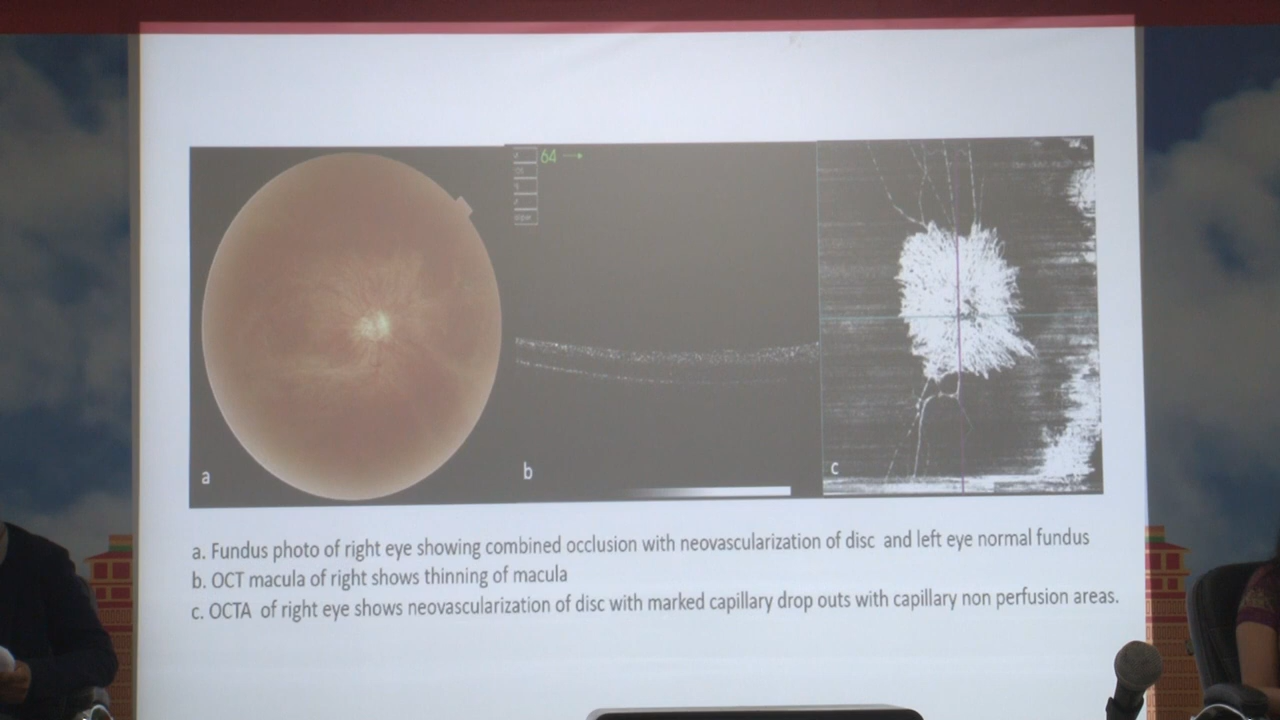 64
a
b
c
a. Fundus photo of right eye showing combined occlusion with neovascularization of disc and left eye normal fundus
b. OCT macula of right shows thinning of macula
c. OCTA of right eye shows neovascularization of disc with marked capillary drop outs with capillary non perfusion areas.